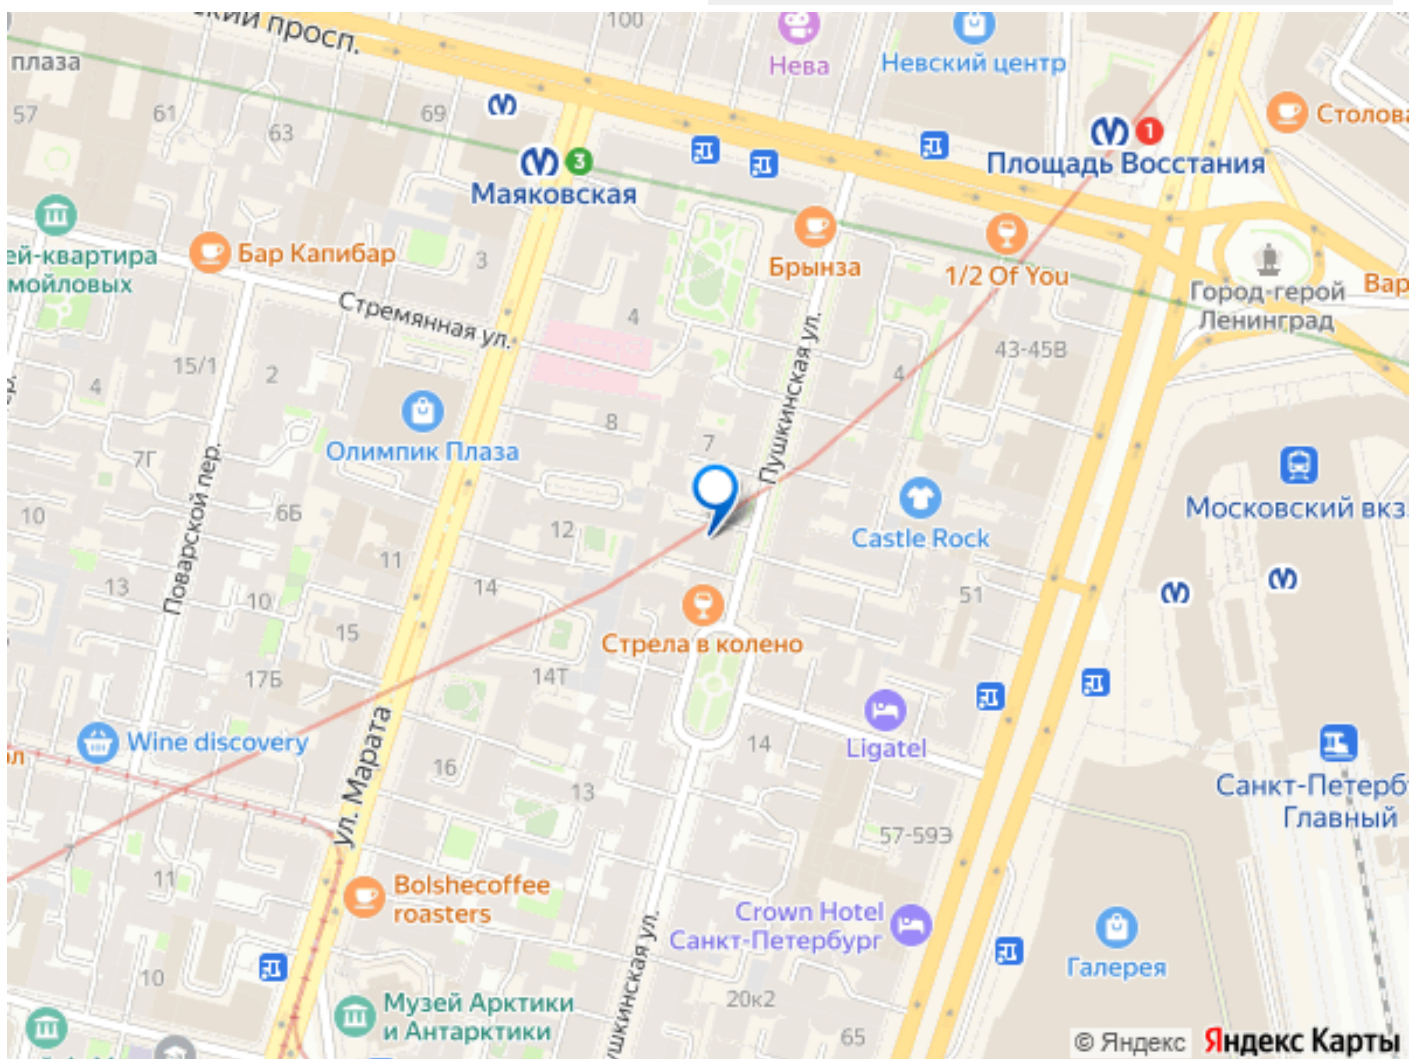 ский просп.
100
плаза
Нева
Невский центр
57
61
63
69
3
Маяковская
1
Площадь Восстания
Столова
ей-квартира
мойловых
Бар Капибар
3
Стремянная ул.
4
Брынза
1/2 Of You
Город-герой
Ленинград
Вар
15/1
4
2
Пушкинская ул.
4
43-45В
Олимпик Плаза
8
7
7Г
10
6Б
Поварской пер.
12
11
Castle Rock
Московский вкз.
13
10
14
51
15
17Б
Стрела в колено
14Т
Wine discovery
ул. Марата
16
13
14
Ligatel
57-59Э
Санкт-Петерб
Главный
7
11
Bolshecoffee
roasters
Crown Hotel
Санкт-Петербург
Галерея
10
Музей Арктики
и Антарктики
ушкинская ул.
20к2
65
© Яндекс Яндекс Карты